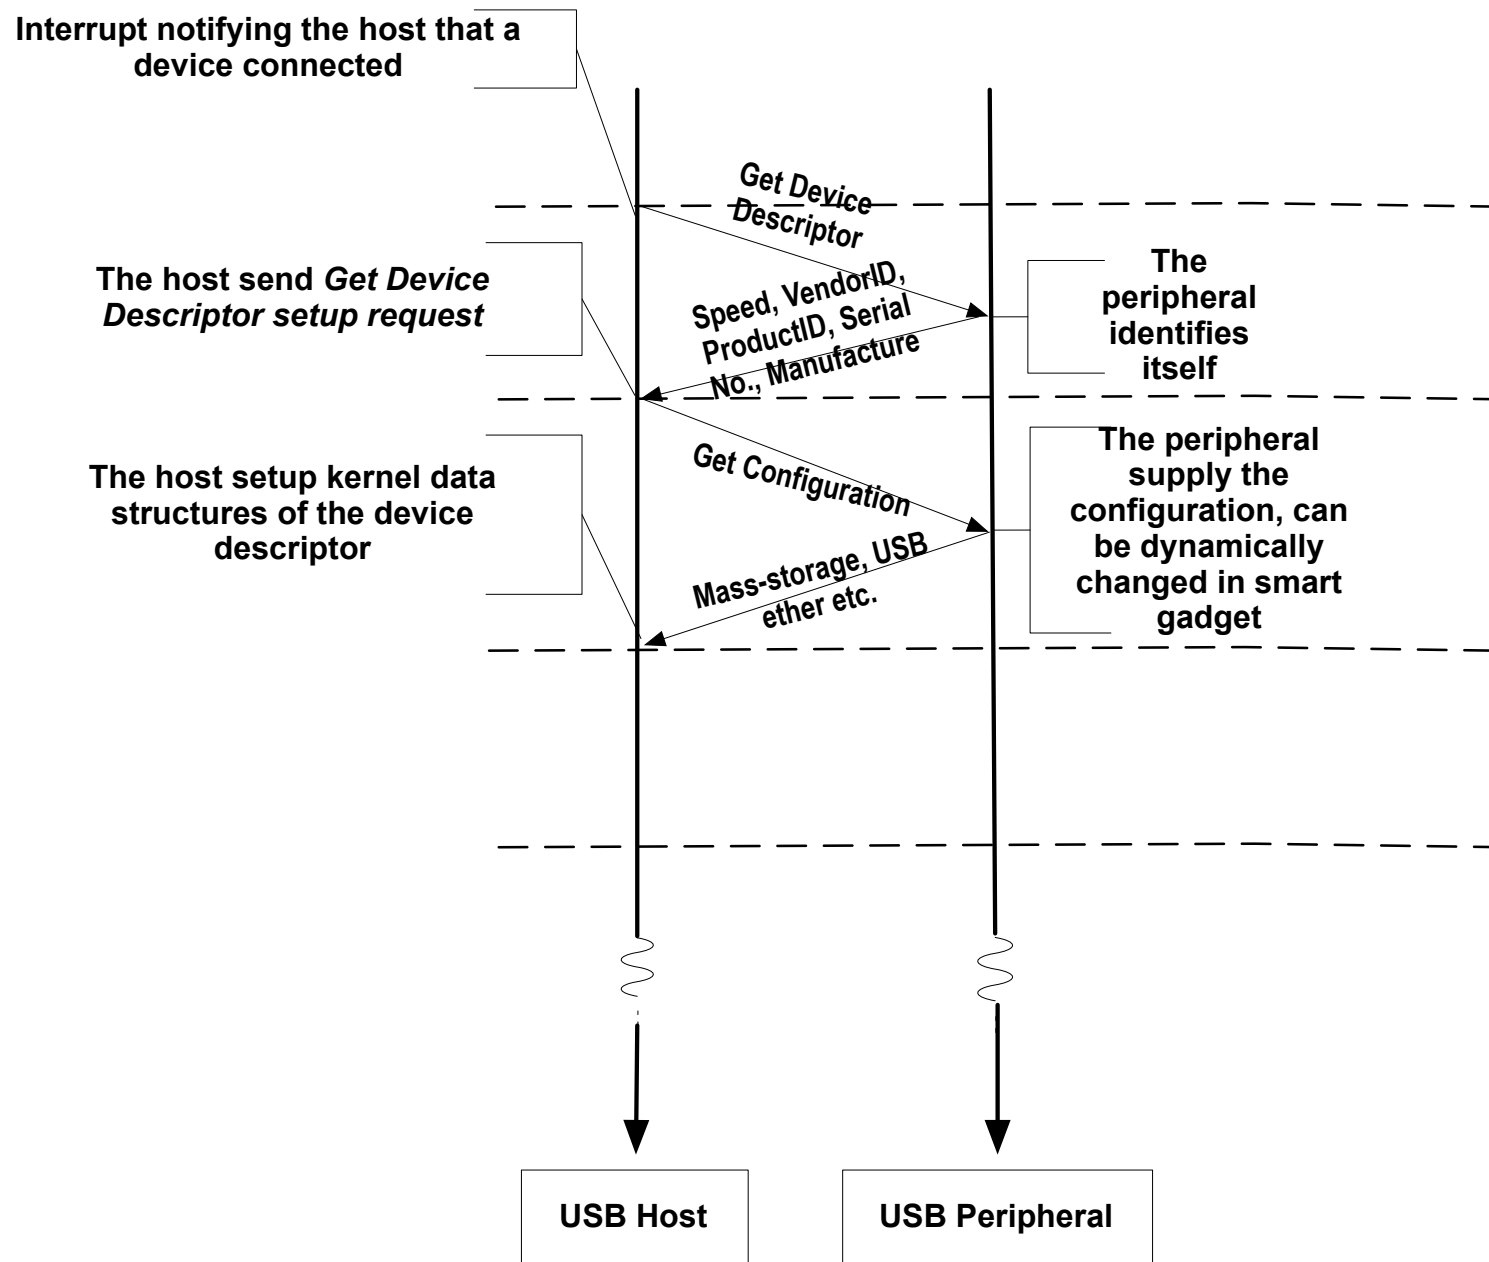 Interrupt notifying the host that a
device connected
Get Device
Descriptor
The host send Get Device
Descriptor setup request
Speed, VendorID,
ProductID, Serial
No., Manufacture
The
peripheral
identifies
itself
Get Configuration
The host setup kernel data
structures of the device
descriptor
The peripheral
supply the
configuration, can
be dynamically
changed in smart
gadget
Mass-storage, USB
ether etc.
USB Host
USB Peripheral